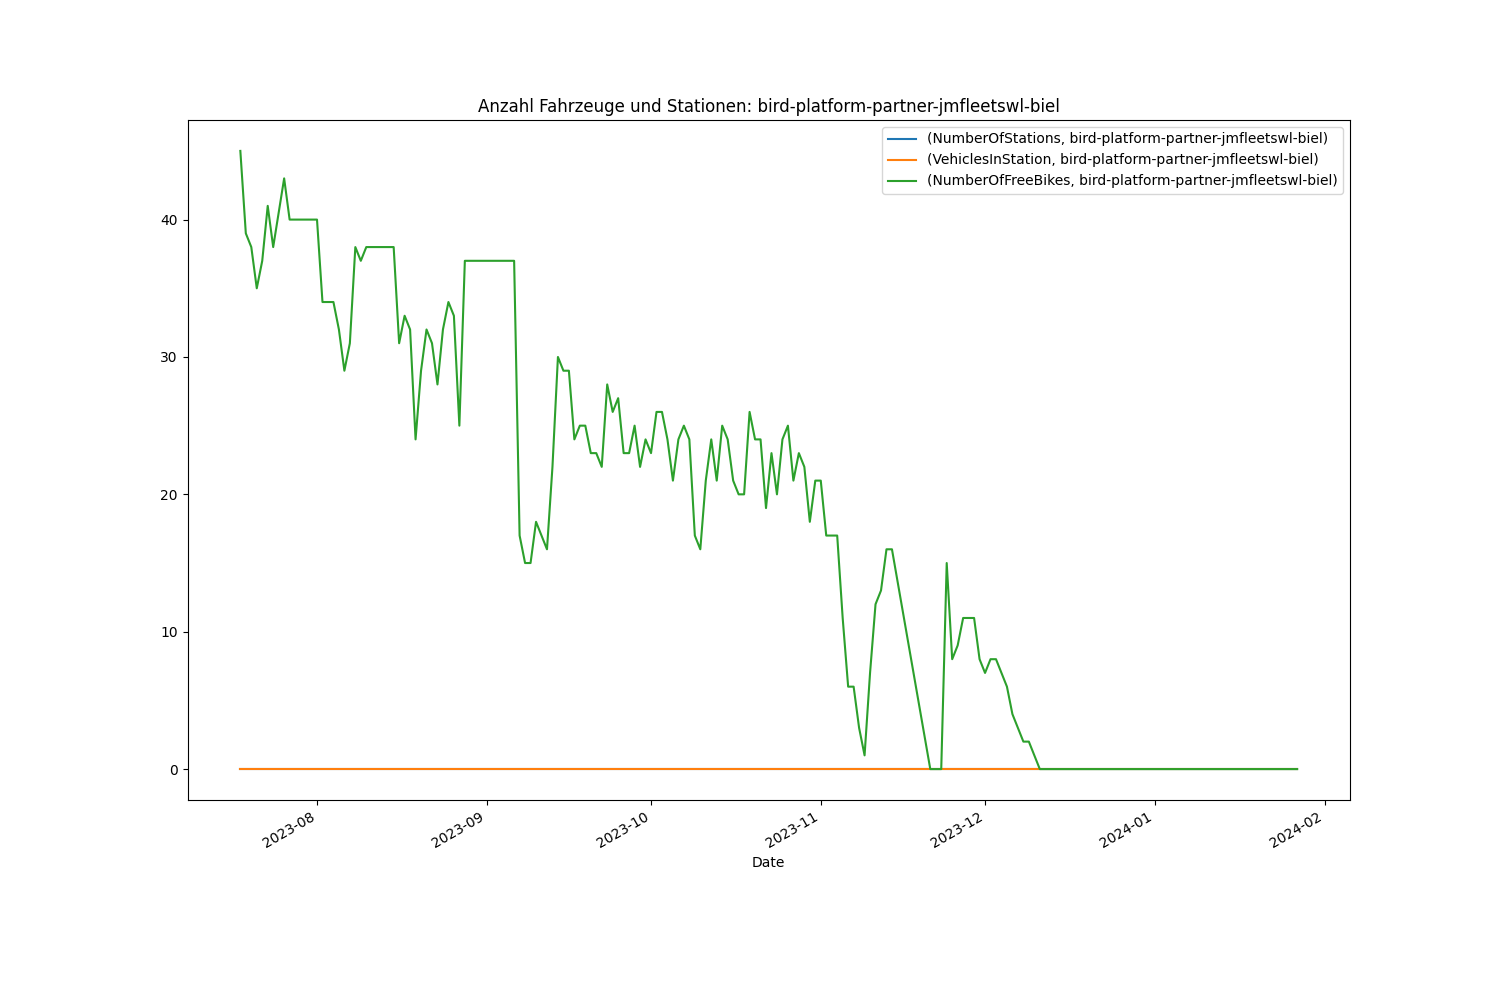 Anzahl Fahrzeuge und Stationen: bird-platform-partner-jmfleetswl-biel
(NumberOfStations, bird-platform-partner-jmfleetswl-biel)
(VehiclesInStation, bird-platform-partner-jmfleetswl-biel)
(NumberOfFreeBikes, bird-platform-partner-jmfleetswl-biel)
40
30
20
10
0
2023-08
2023-09
2023-10
2023-11
2023-12
2024-01
2024-02
Date